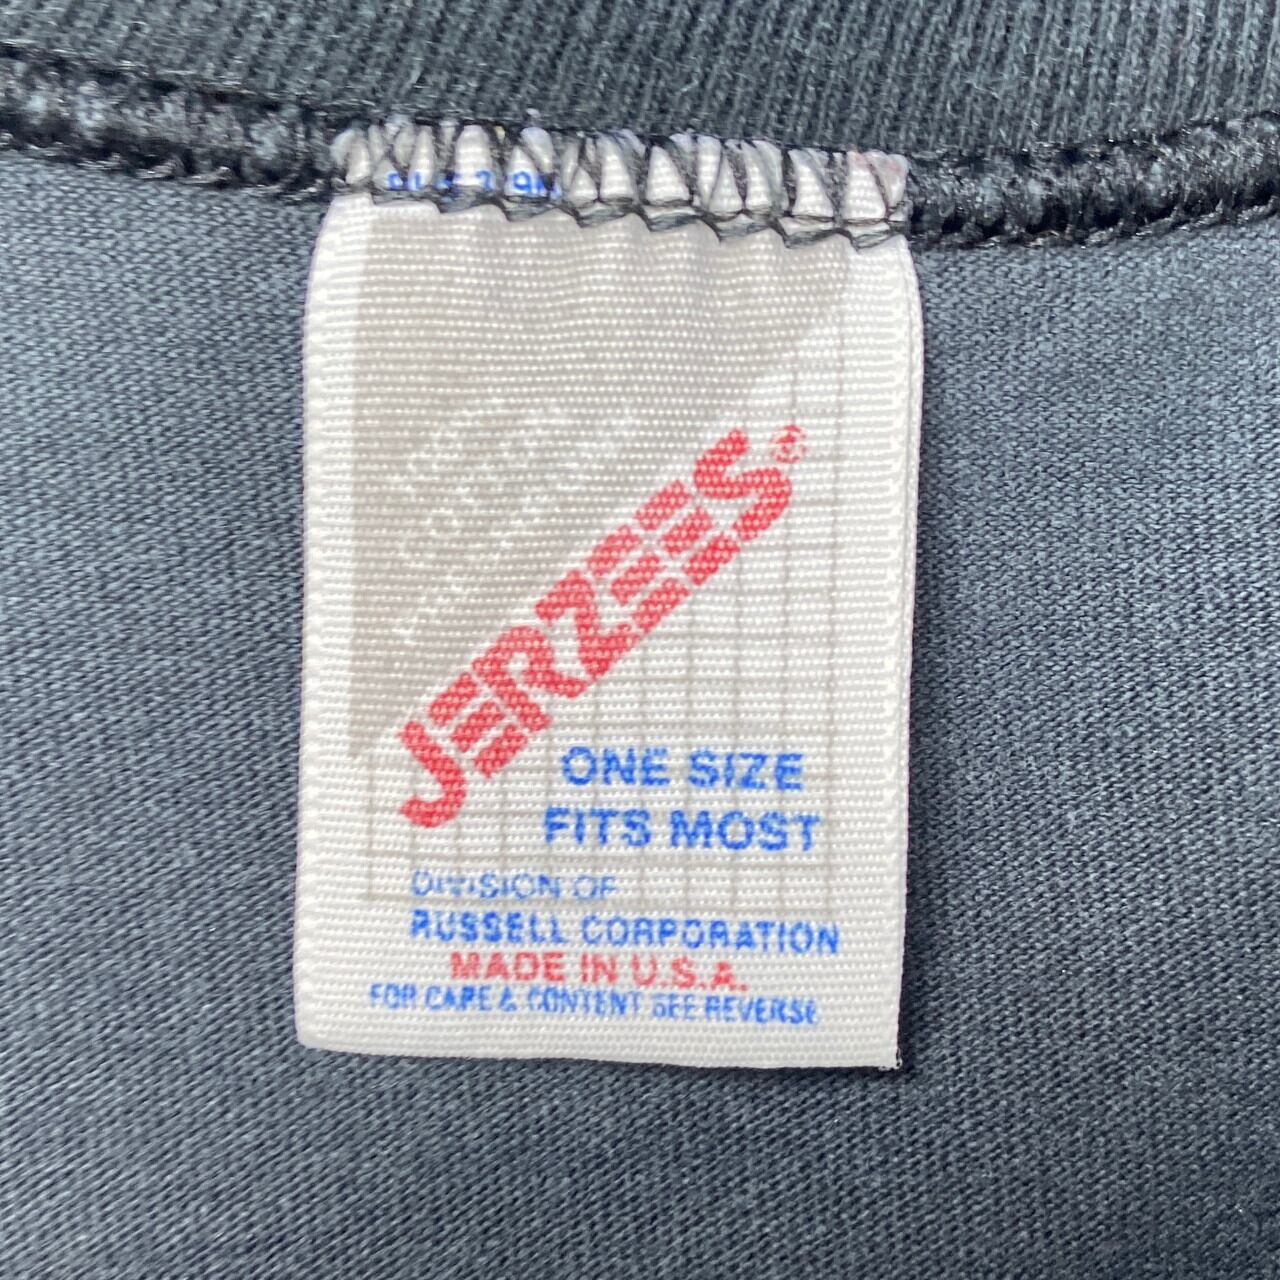 JERZEES®
ONE SIZE
FITS MOST
DIVISION OF
RUSSELL CORPORATION
MADE IN U.S.A.
FOR CARE & CONTENT SEE REVERSE